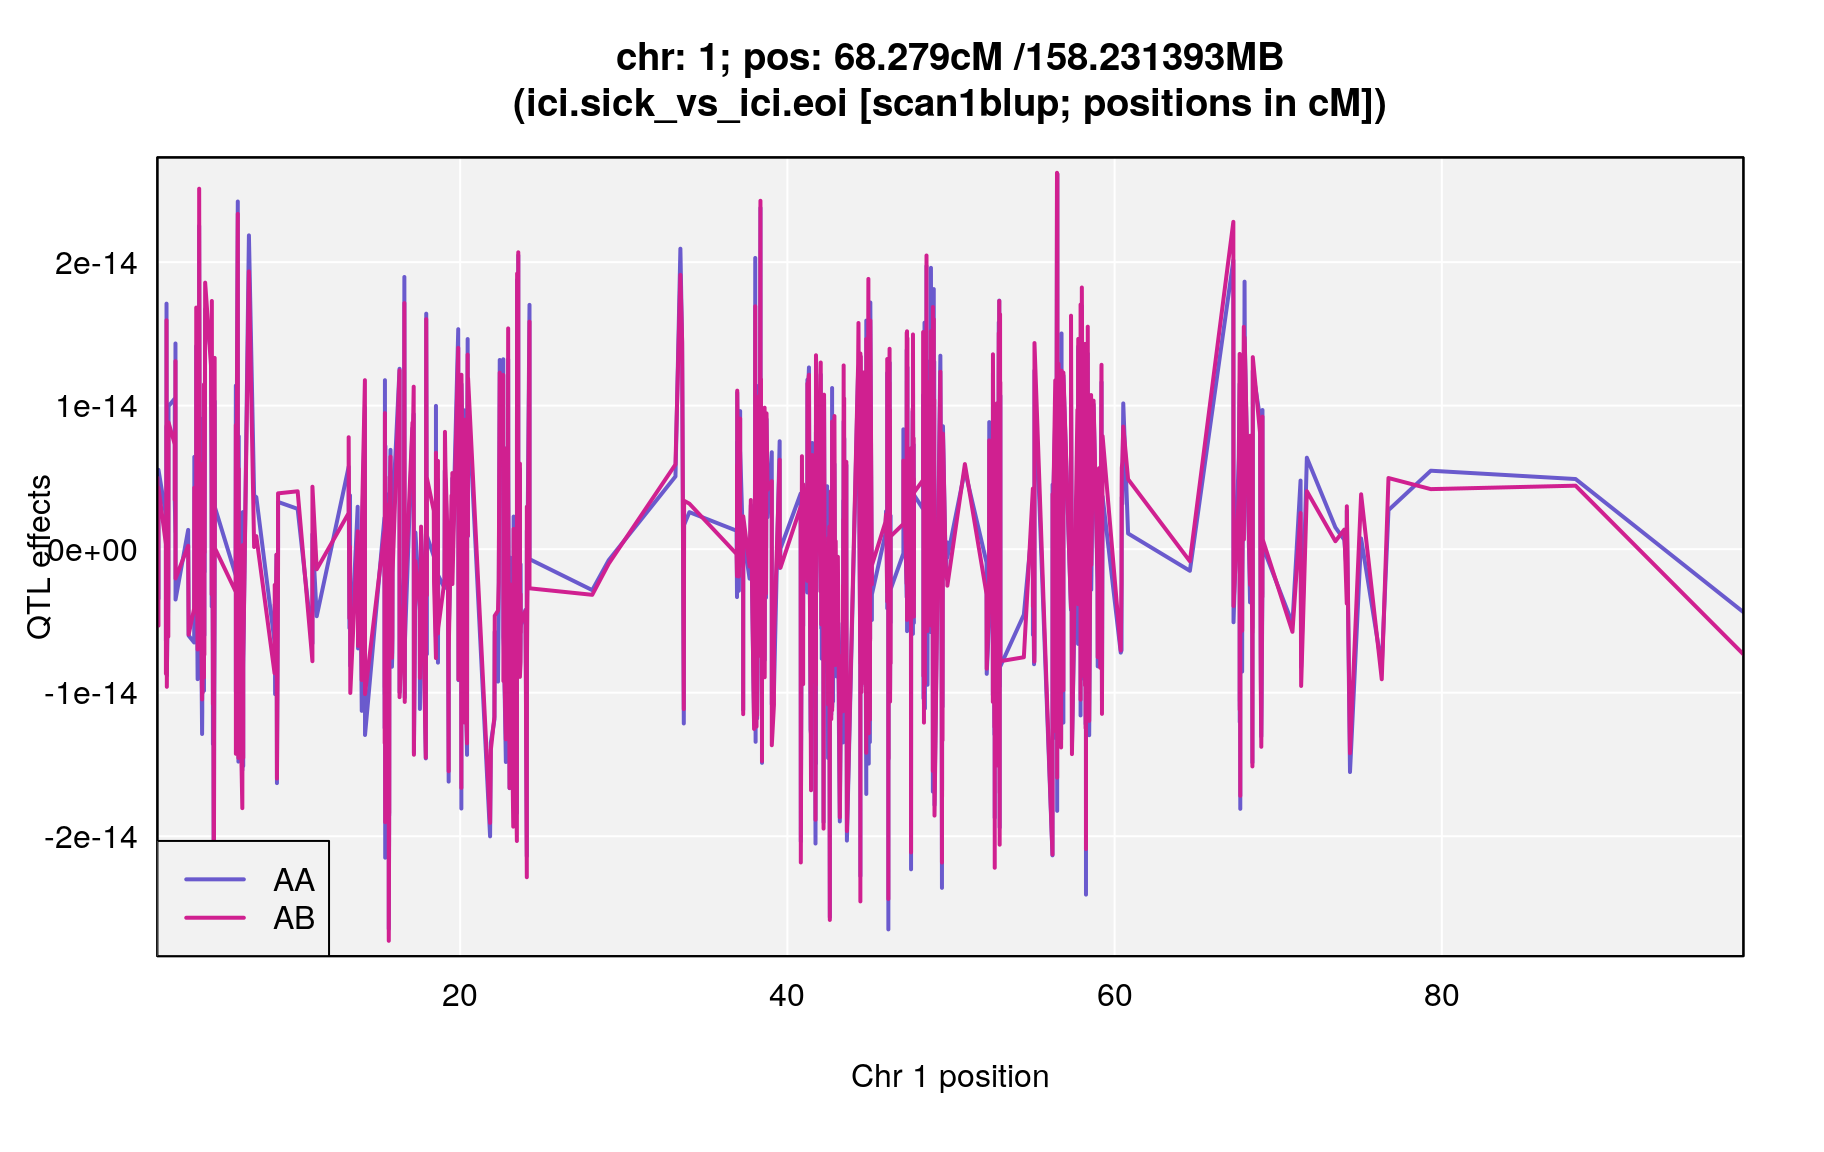 chr: 1; pos: 68.279cM /158.231393MB
(ici.sick_vs_ici.eoi [scan1blup; positions in cM])
QTL effects
2e-14
1e-14
0e+00
-1e-14
-2e-14
AA
AB
20 40 60 80
Chr 1 position